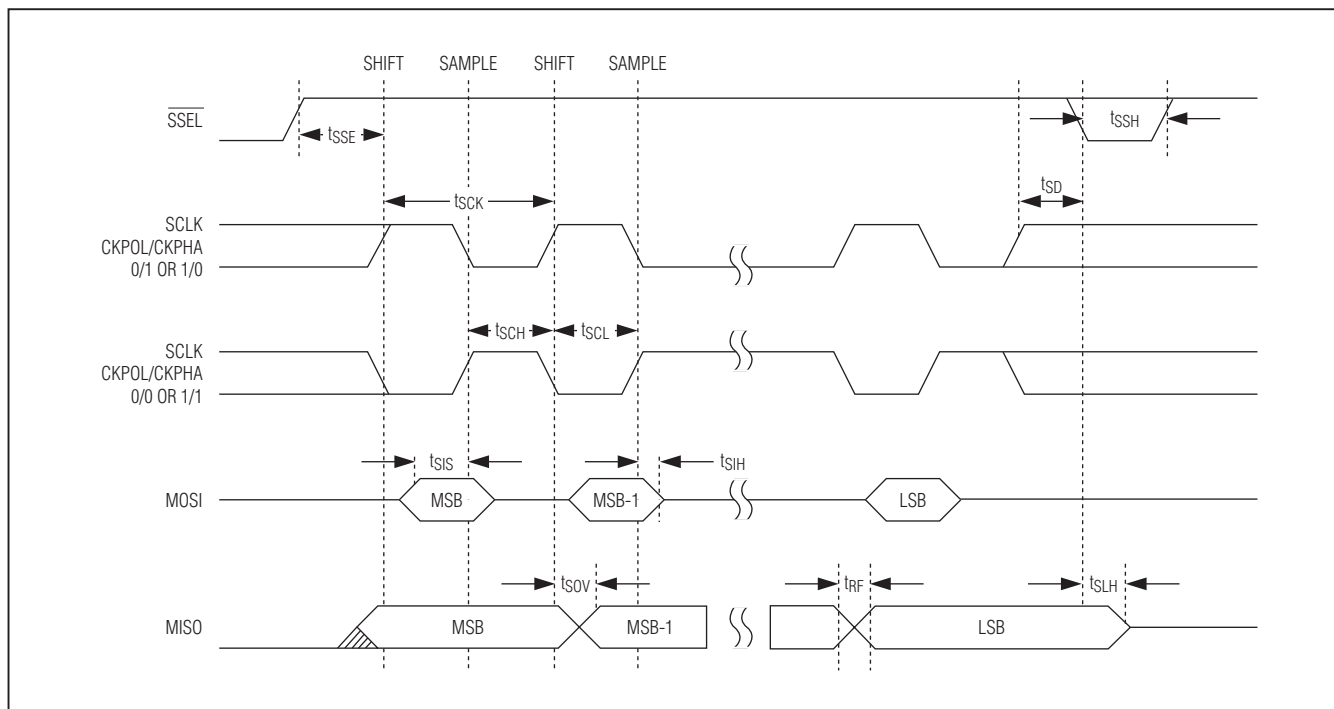 SHIFT SAMPLE SHIFT SAMPLE
SSEL
tSSE
tSSH
tSD
tSCK
SCLK
CKPOL/CKPHA
0/1 OR 1/0
tSCH
tSCL
SCLK
CKPOL/CKPHA
0/0 OR 1/1
tSIS
tSIH
MOSI
MSB
MSB-1
LSB
tSOV
tRF
tSLH
MISO
MSB
MSB-1
LSB